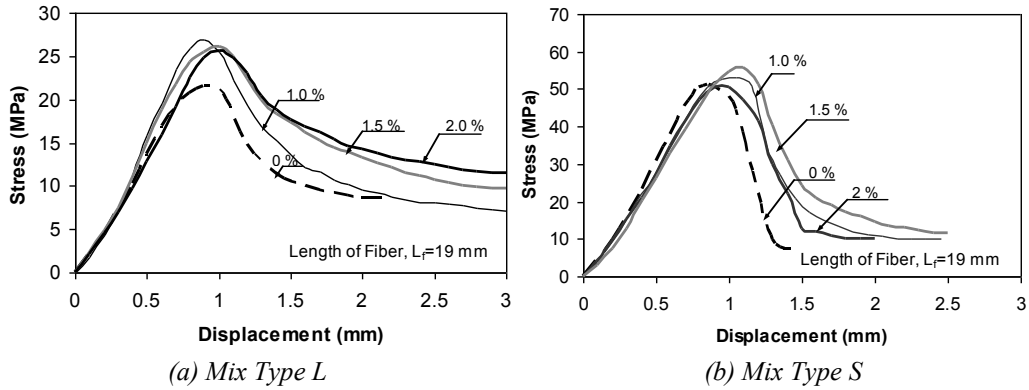 30
25
20
15
10
5
0
Stress (MPa)
1.0 %
1.5 %
2.0 %
0 %
Length of Fiber, Lf=19 mm
0 0.5 1 1.5 2 2.5 3
Displacement (mm)
(a) Mix Type L
70
60
50
40
30
20
10
0
Stress (MPa)
1.0 %
1.5 %
0 %
2 %
Length of Fiber, Lf=19 mm
0 0.5 1 1.5 2 2.5 3
Displacement (mm)
(b) Mix Type S